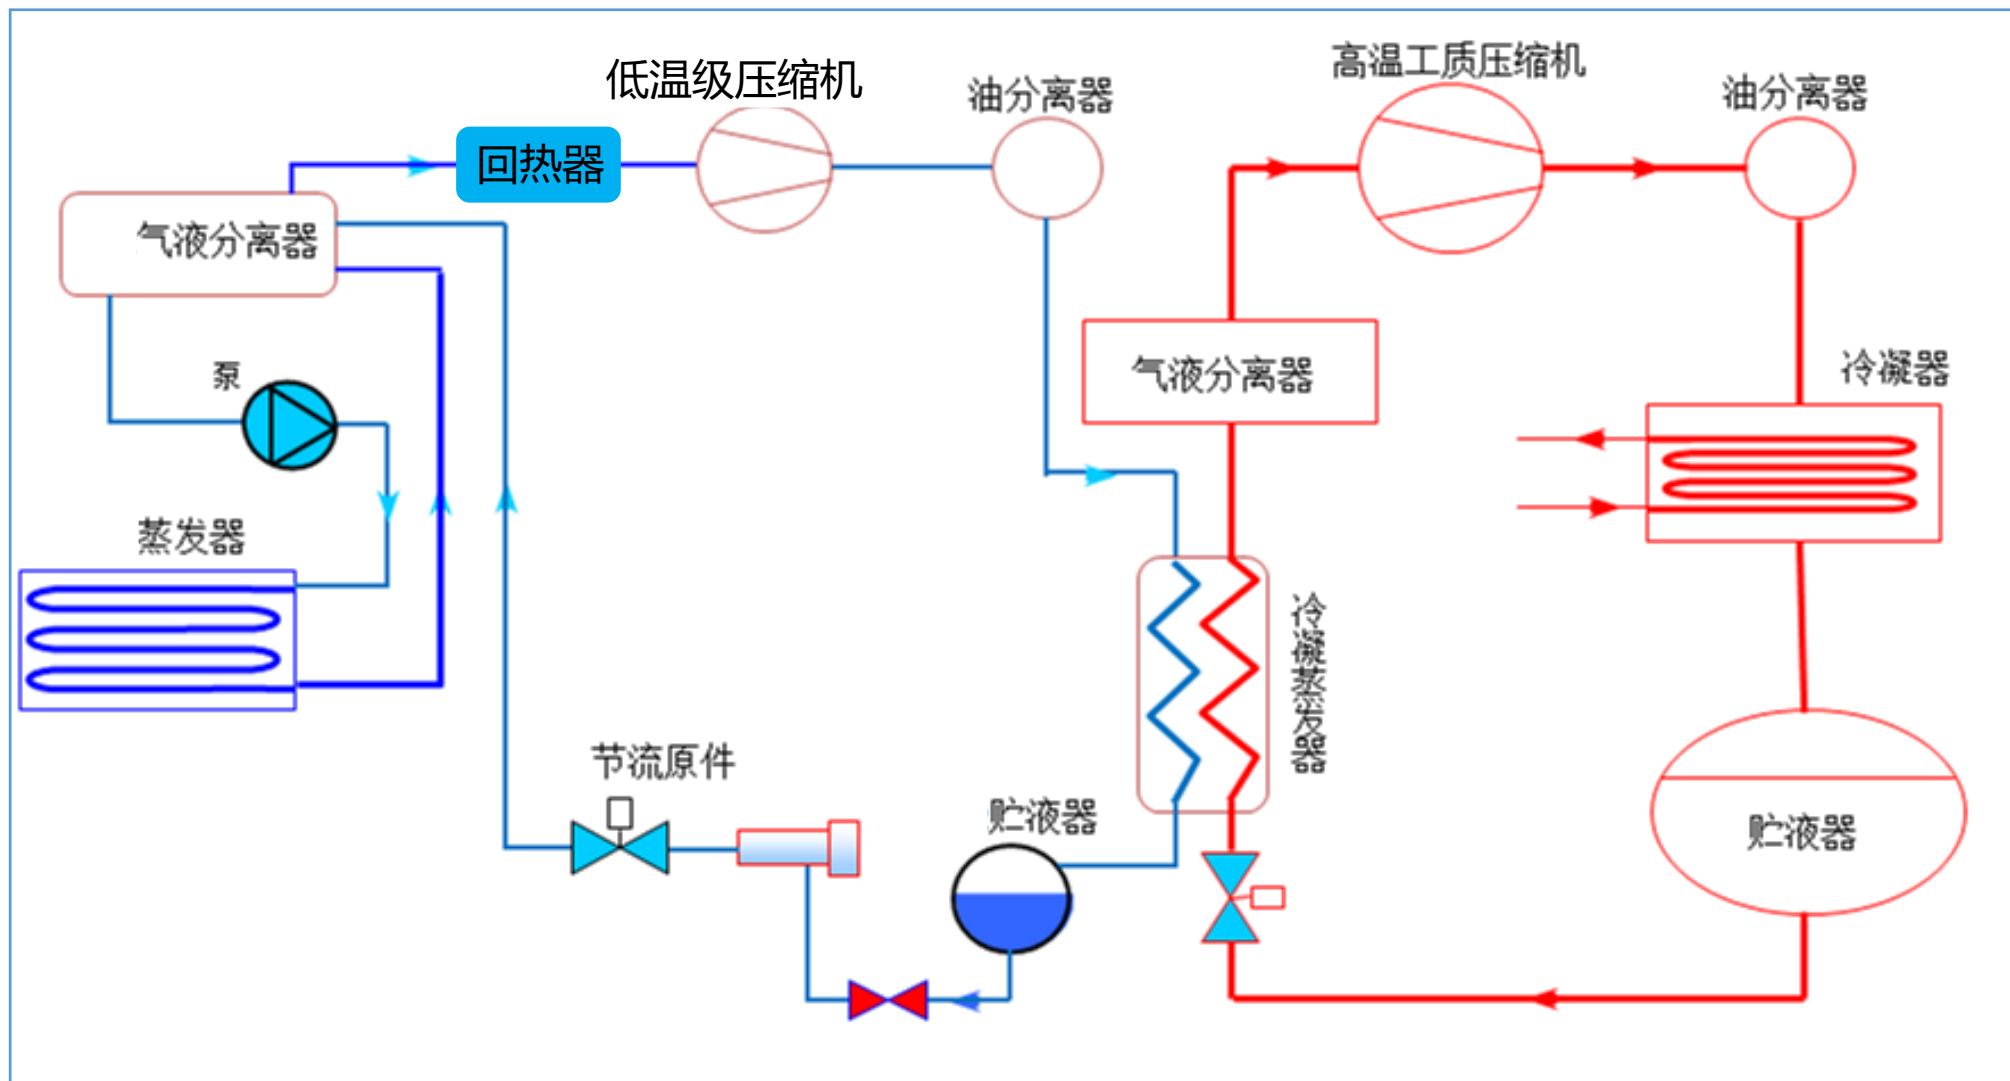 低温级压缩机
油分离器
高温工质压缩机
油分离器
回热器
气液分离器
泵
气液分离器
冷凝器
蒸发器
冷凝蒸发器
节流原件
贮液器
贮液器